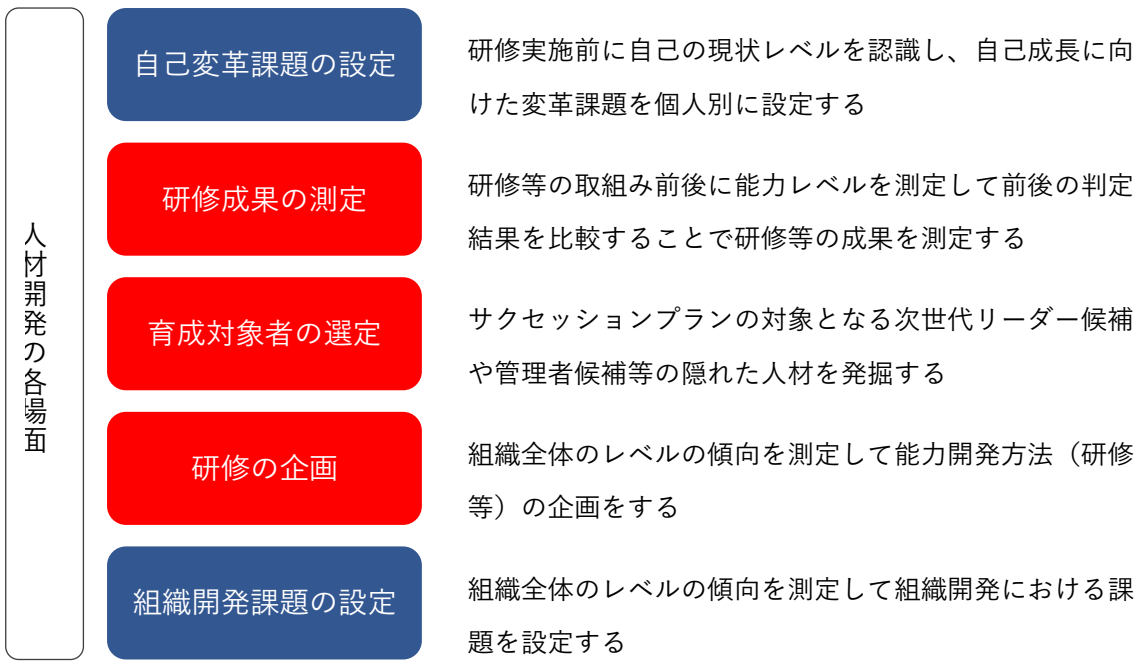 人材開発の各場面
自己変革課題の設定
研修実施前に自己の現状レベルを認識し、自己成長に向
けた変革課題を個人別に設定する
研修成果の測定
研修等の取組み前後に能力レベルを測定して前後の判定
結果を比較することで研修等の成果を測定する
育成対象者の選定
サクセッションプランの対象となる次世代リーダー候補
や管理者候補等の隠れた人材を発掘する
研修の企画
組織全体のレベルの傾向を測定して能力開発方法（研修
等）の企画をする
組織開発課題の設定
組織全体のレベルの傾向を測定して組織開発における課
題を設定する